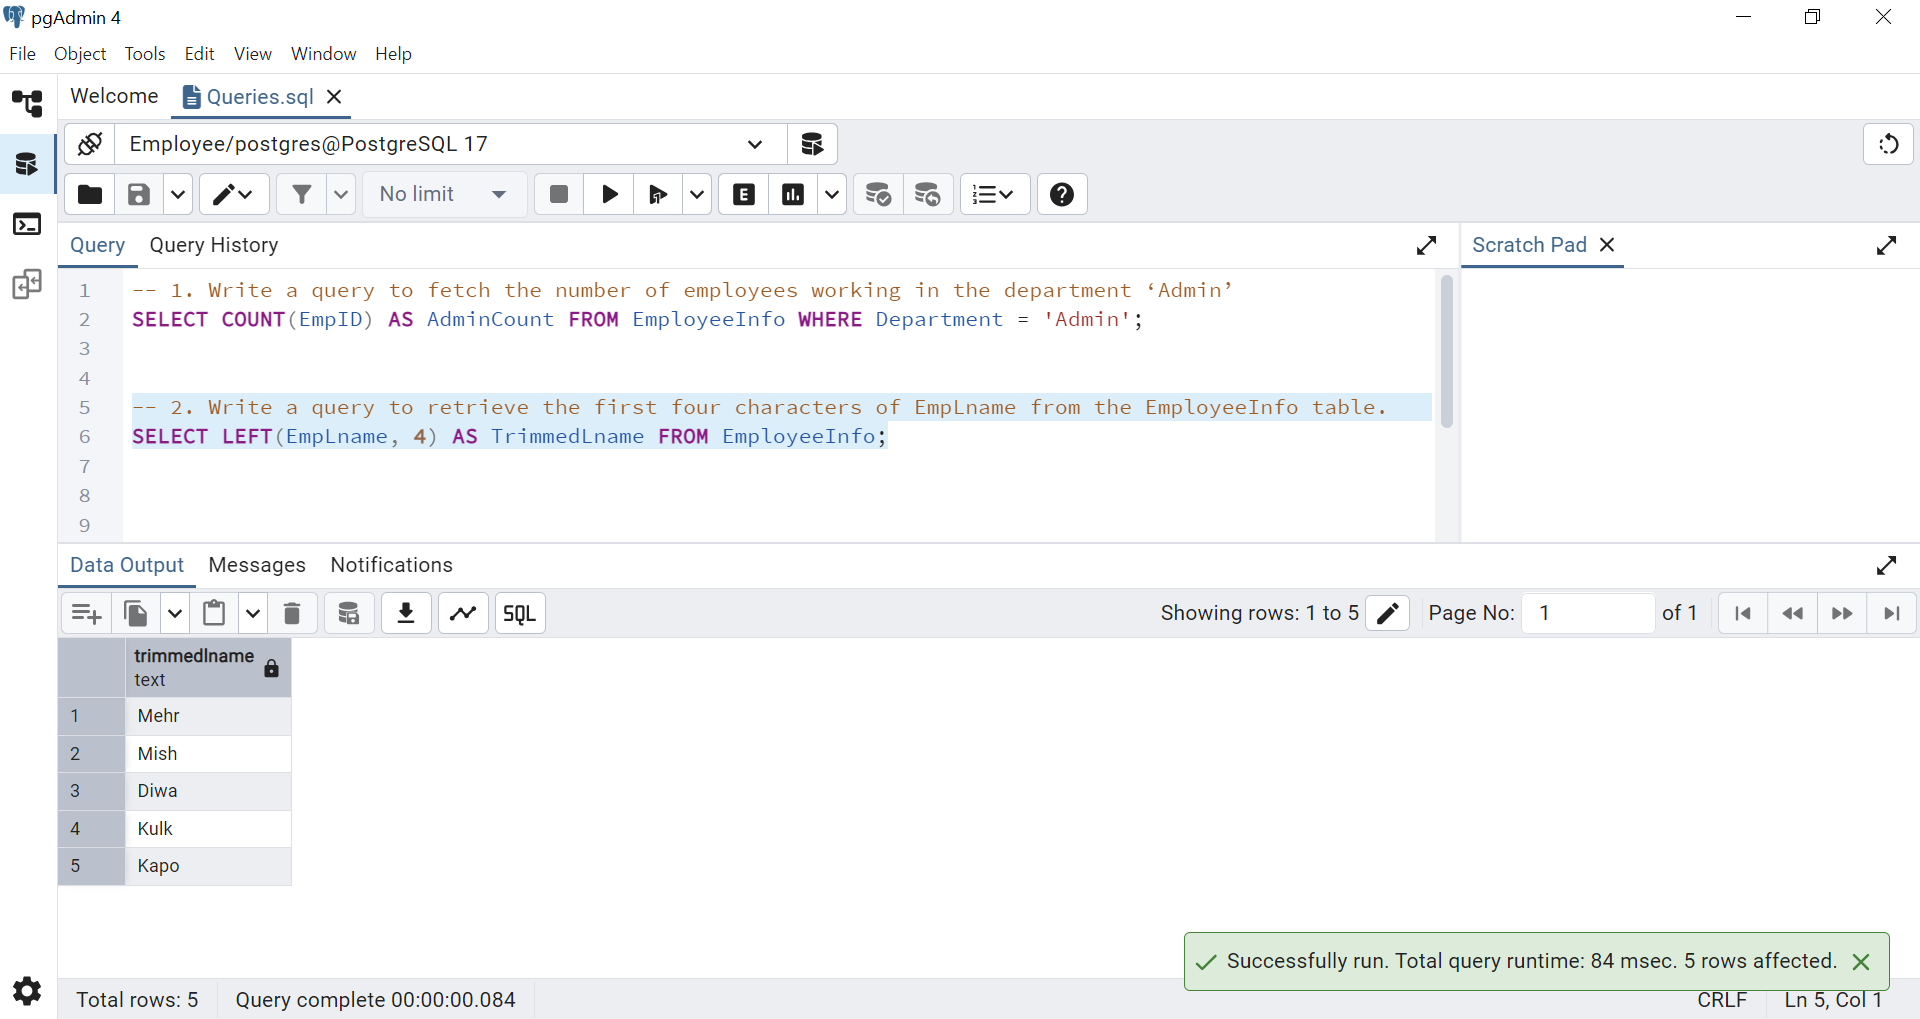 pgAdmin 4
File Object Tools Edit View Window Help
Welcome Queries.sql
Employee/postgres@PostgreSQL 17
No limit E
Query Query History Scratch Pad
1 -- 1. Write a query to fetch the number of employees working in the department ‘Admin’
2 SELECT COUNT(EmpID) AS AdminCount FROM EmployeeInfo WHERE Department = 'Admin';
3
4
5 -- 2. Write a query to retrieve the first four characters of EmpLname from the EmployeeInfo table.
6 SELECT LEFT(EmpLname, 4) AS TrimmedLname FROM EmployeeInfo;
7
8
9
Data Output Messages Notifications
SQL Showing rows: 1 to 5 Page No: 1 of 1
trimmedlname
text
1 Mehr
2 Mish
3 Diwa
4 Kulk
5 Kapo
Successfully run. Total query runtime: 84 msec. 5 rows affected.
Total rows: 5 Query complete 00:00:00.084 CRLF Ln 5, Col 1